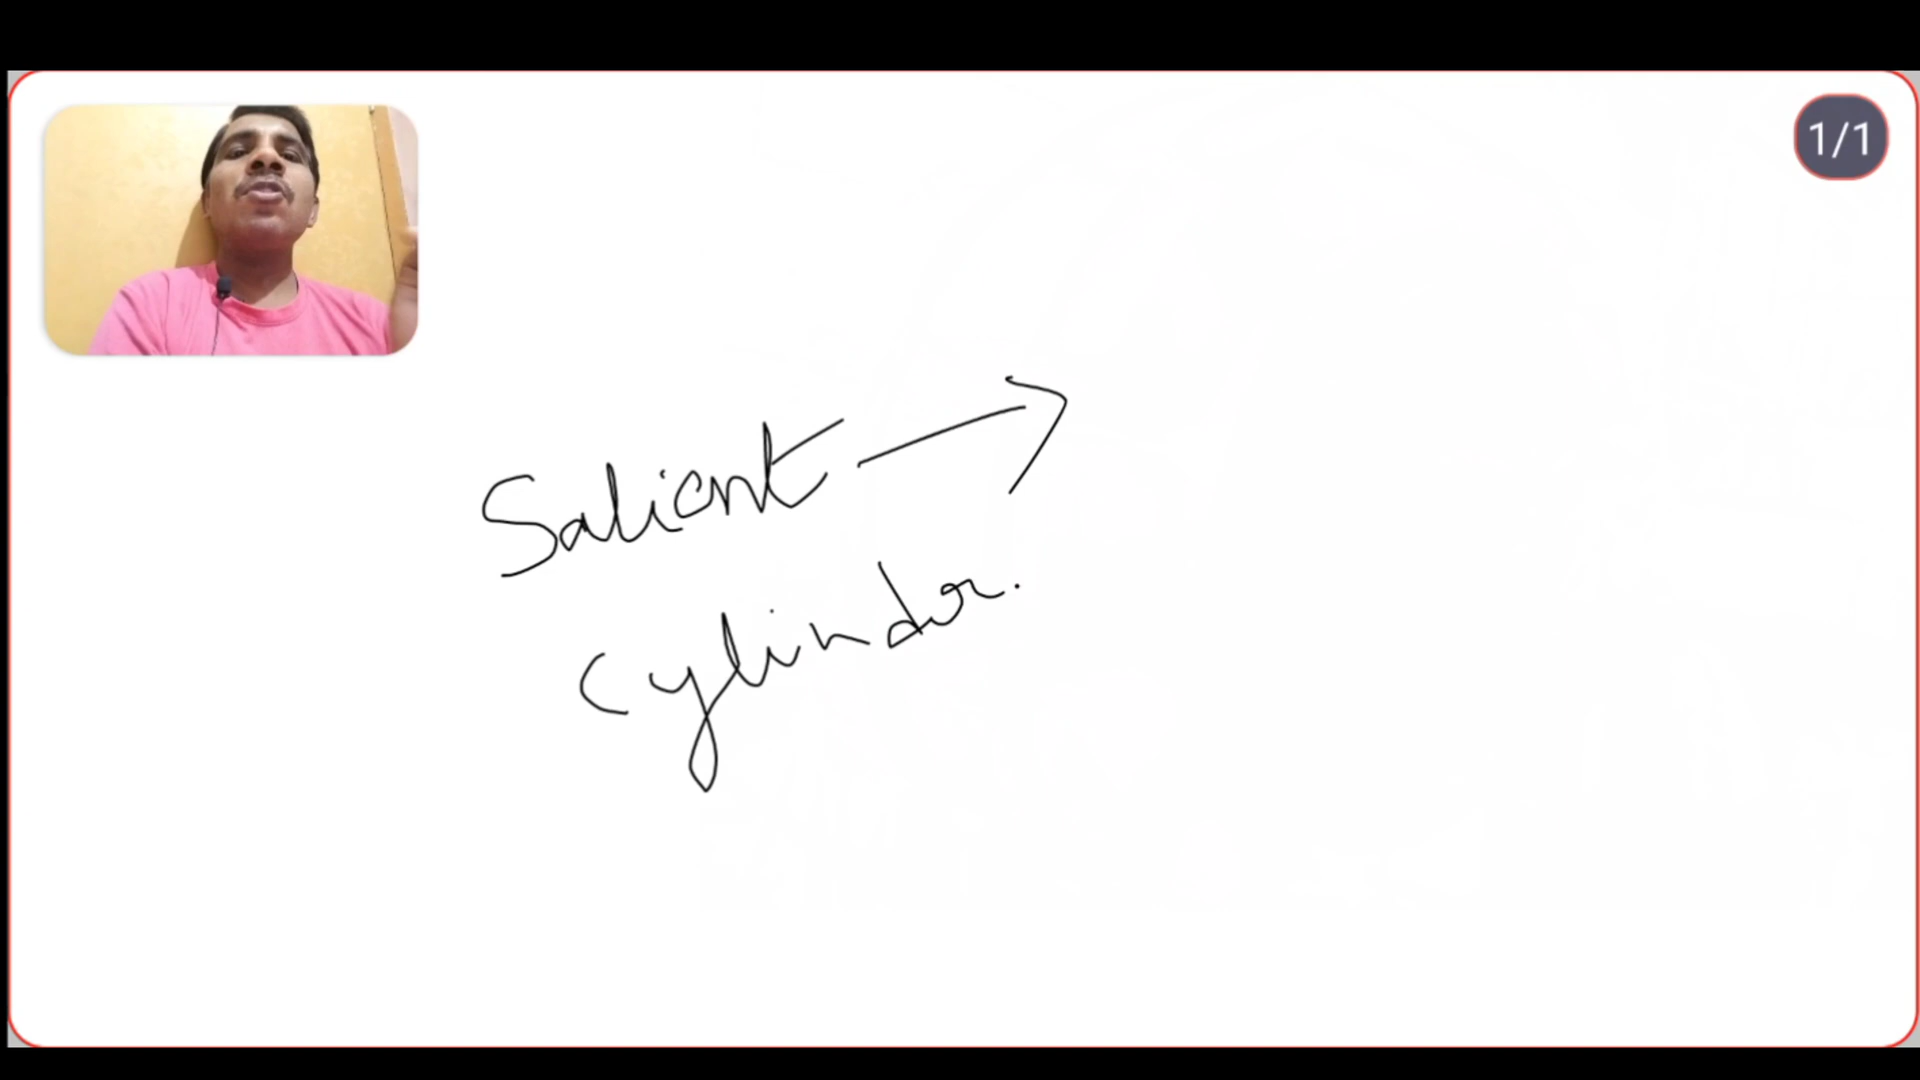 1/1
Salient →
Cylinder.